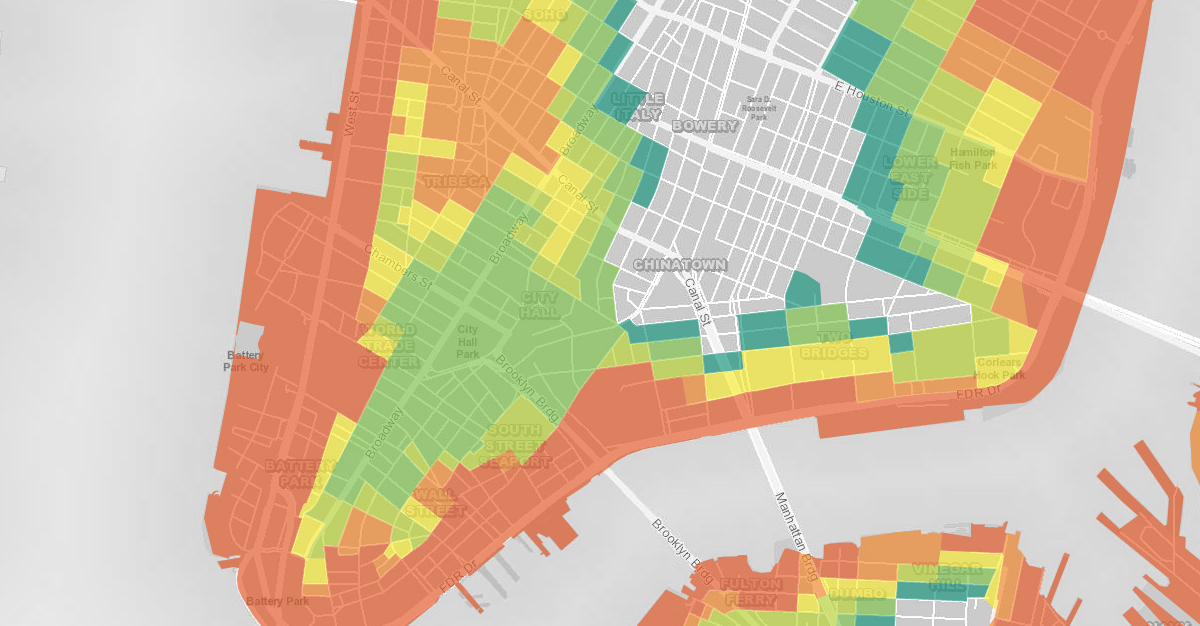 SOHO
Canal St
West St
Broadway
LITTLE
ITALY
BOWERY
Sara D.
Roosevelt
Park
E Houston St
Hamilton
Fish Park
LOWER
EAST
SIDE
TRIBECA
Canal St
Broadway
Chambers St
CHINATOWN
Canal St
CITY
HALL
City
Hall
Park
WORLD
TRADE
CENTER
Battery
Park City
TWO
BRIDGES
Corlears
Hook Park
FDR Dr
Brooklyn Brdg
Broadway
SOUTH
STREET
SEAPORT
BATTERY
PARK
WALL
STREET
FDR Dr
Battery Park
Brooklyn Brdg
Manhattan Brdg
FULTON
FERRY
DUMBO
VINEGAR
HILL